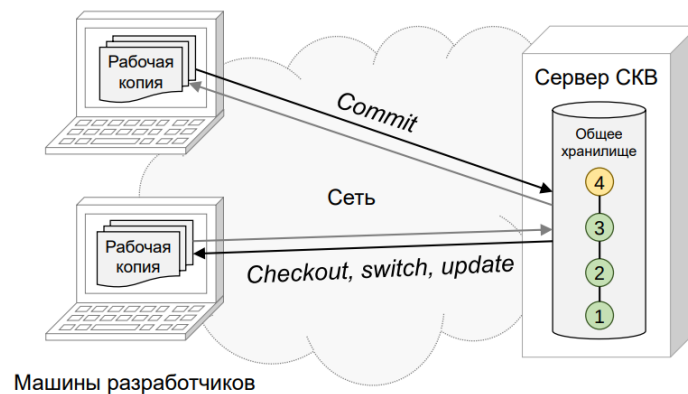 Рабочая
копия
Commit
Сервер СКВ
Общее
хранилище
4
3
2
1
Сеть
Рабочая
копия
Checkout, switch, update
Машины разработчиков